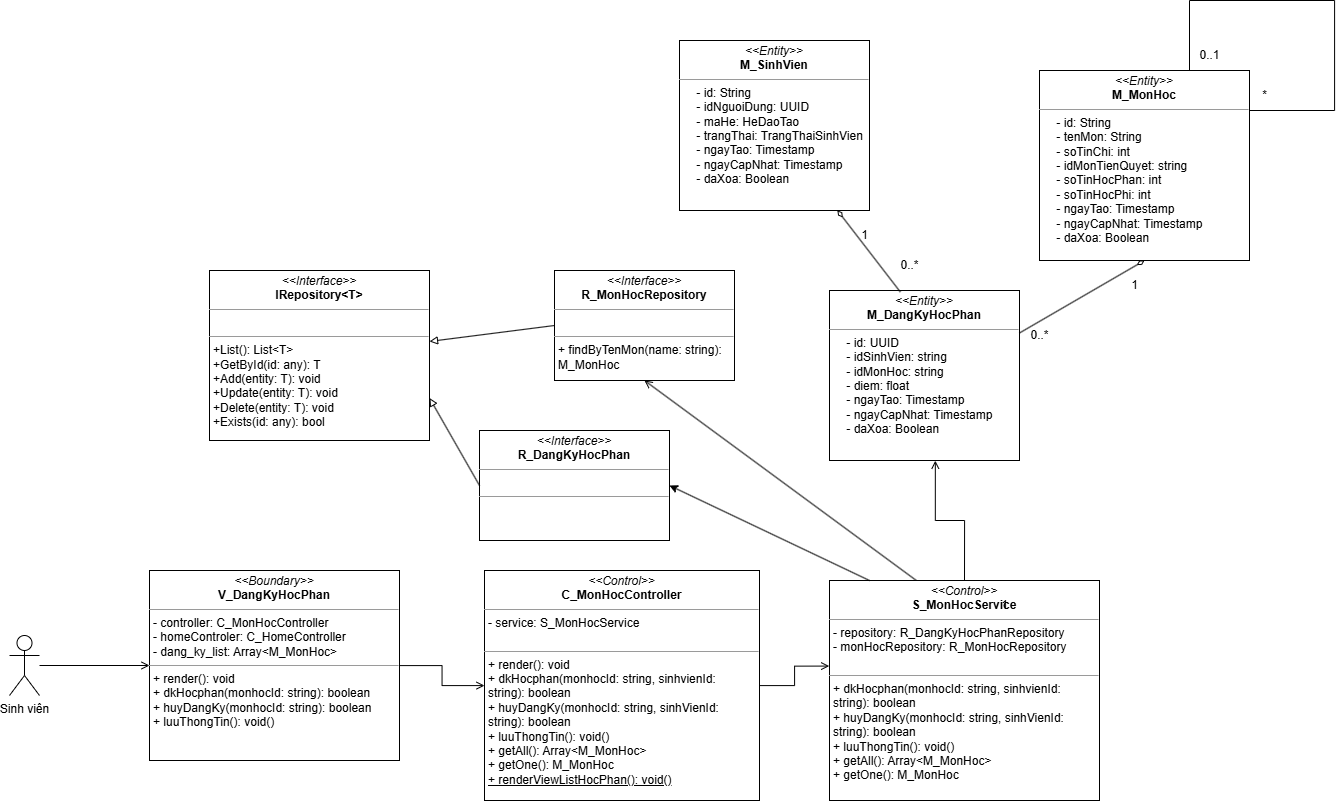 <<Entity>>
M_SinhVien
- id: String
- idNguoiDung: UUID
- maHe: HeDaoTao
- trangThai: TrangThaiSinhVien
- ngayTao: Timestamp
- ngayCapNhat: Timestamp
- daXoa: Boolean
0..1
*
<<Entity>>
M_MonHoc
- id: String
- tenMon: String
- soTinChi: int
- idMonTienQuyet: string
- soTinHocPhan: int
- soTinHocPhi: int
- ngayTao: Timestamp
- ngayCapNhat: Timestamp
- daXoa: Boolean
1
0..*
1
0..*
<<Interface>>
IRepository<T>
+List(): List<T>
+GetById(id: any): T
+Add(entity: T): void
+Update(entity: T): void
+Delete(entity: T): void
+Exists(id: any): bool
<<Interface>>
R_MonHocRepository
+ findByTenMon(name: string):
M_MonHoc
<<Entity>>
M_DangKyHocPhan
- id: UUID
- idSinhVien: string
- idMonHoc: string
- diem: float
- ngayTao: Timestamp
- ngayCapNhat: Timestamp
- daXoa: Boolean
<<Interface>>
R_DangKyHocPhan
Sinh viên
<<Boundary>>
V_DangKyHocPhan
- controller: C_MonHocController
- homeControler: C_HomeController
- dang_ky_list: Array<M_MonHoc>
+ render(): void
+ dkHocphan(monhocId: string): boolean
+ huyDangKy(monhocId: string): boolean
+ luuThongTin(): void()
<<Control>>
C_MonHocController
- service: S_MonHocService
+ render(): void
+ dkHocphan(monhocId: string, sinhvienId:
string): boolean
+ huyDangKy(monhocId: string, sinhVienId:
string): boolean
+ luuThongTin(): void()
+ getAll(): Array<M_MonHoc>
+ getOne(): M_MonHoc
+ renderViewListHocPhan(): void()
<<Control>>
S_MonHocService
- repository: R_DangKyHocPhanRepository
- monHocRepository: R_MonHocRepository
+ dkHocphan(monhocId: string, sinhvienId:
string): boolean
+ huyDangKy(monhocId: string, sinhVienId:
string): boolean
+ luuThongTin(): void()
+ getAll(): Array<M_MonHoc>
+ getOne(): M_MonHoc